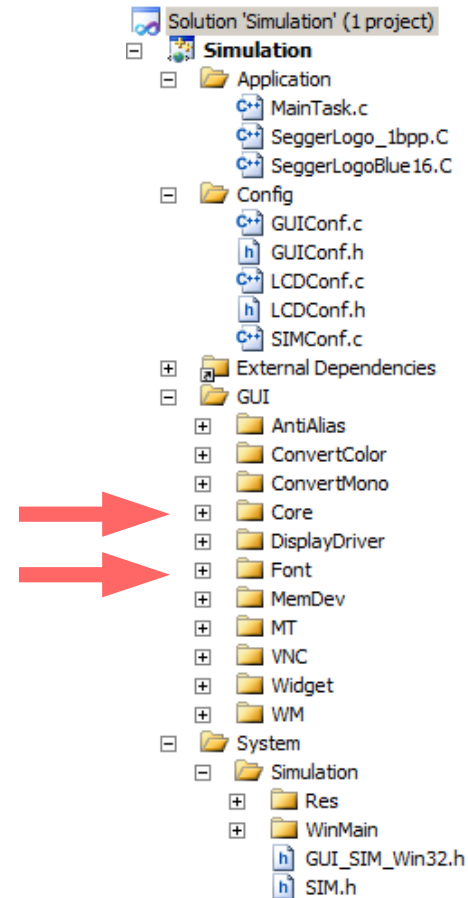 Solution 'Simulation' (1 project)
Simulation
Application
MainTask.c
SeggerLogo_1bpp.C
SeggerLogoBlue16.C
Config
GUIConf.c
GUIConf.h
LCDConf.c
LCDConf.h
SIMConf.c
External Dependencies
GUI
AntiAlias
ConvertColor
ConvertMono
Core
DisplayDriver
Font
MemDev
MT
VNC
Widget
WM
System
Simulation
Res
WinMain
GUI_SIM_Win32.h
SIM.h